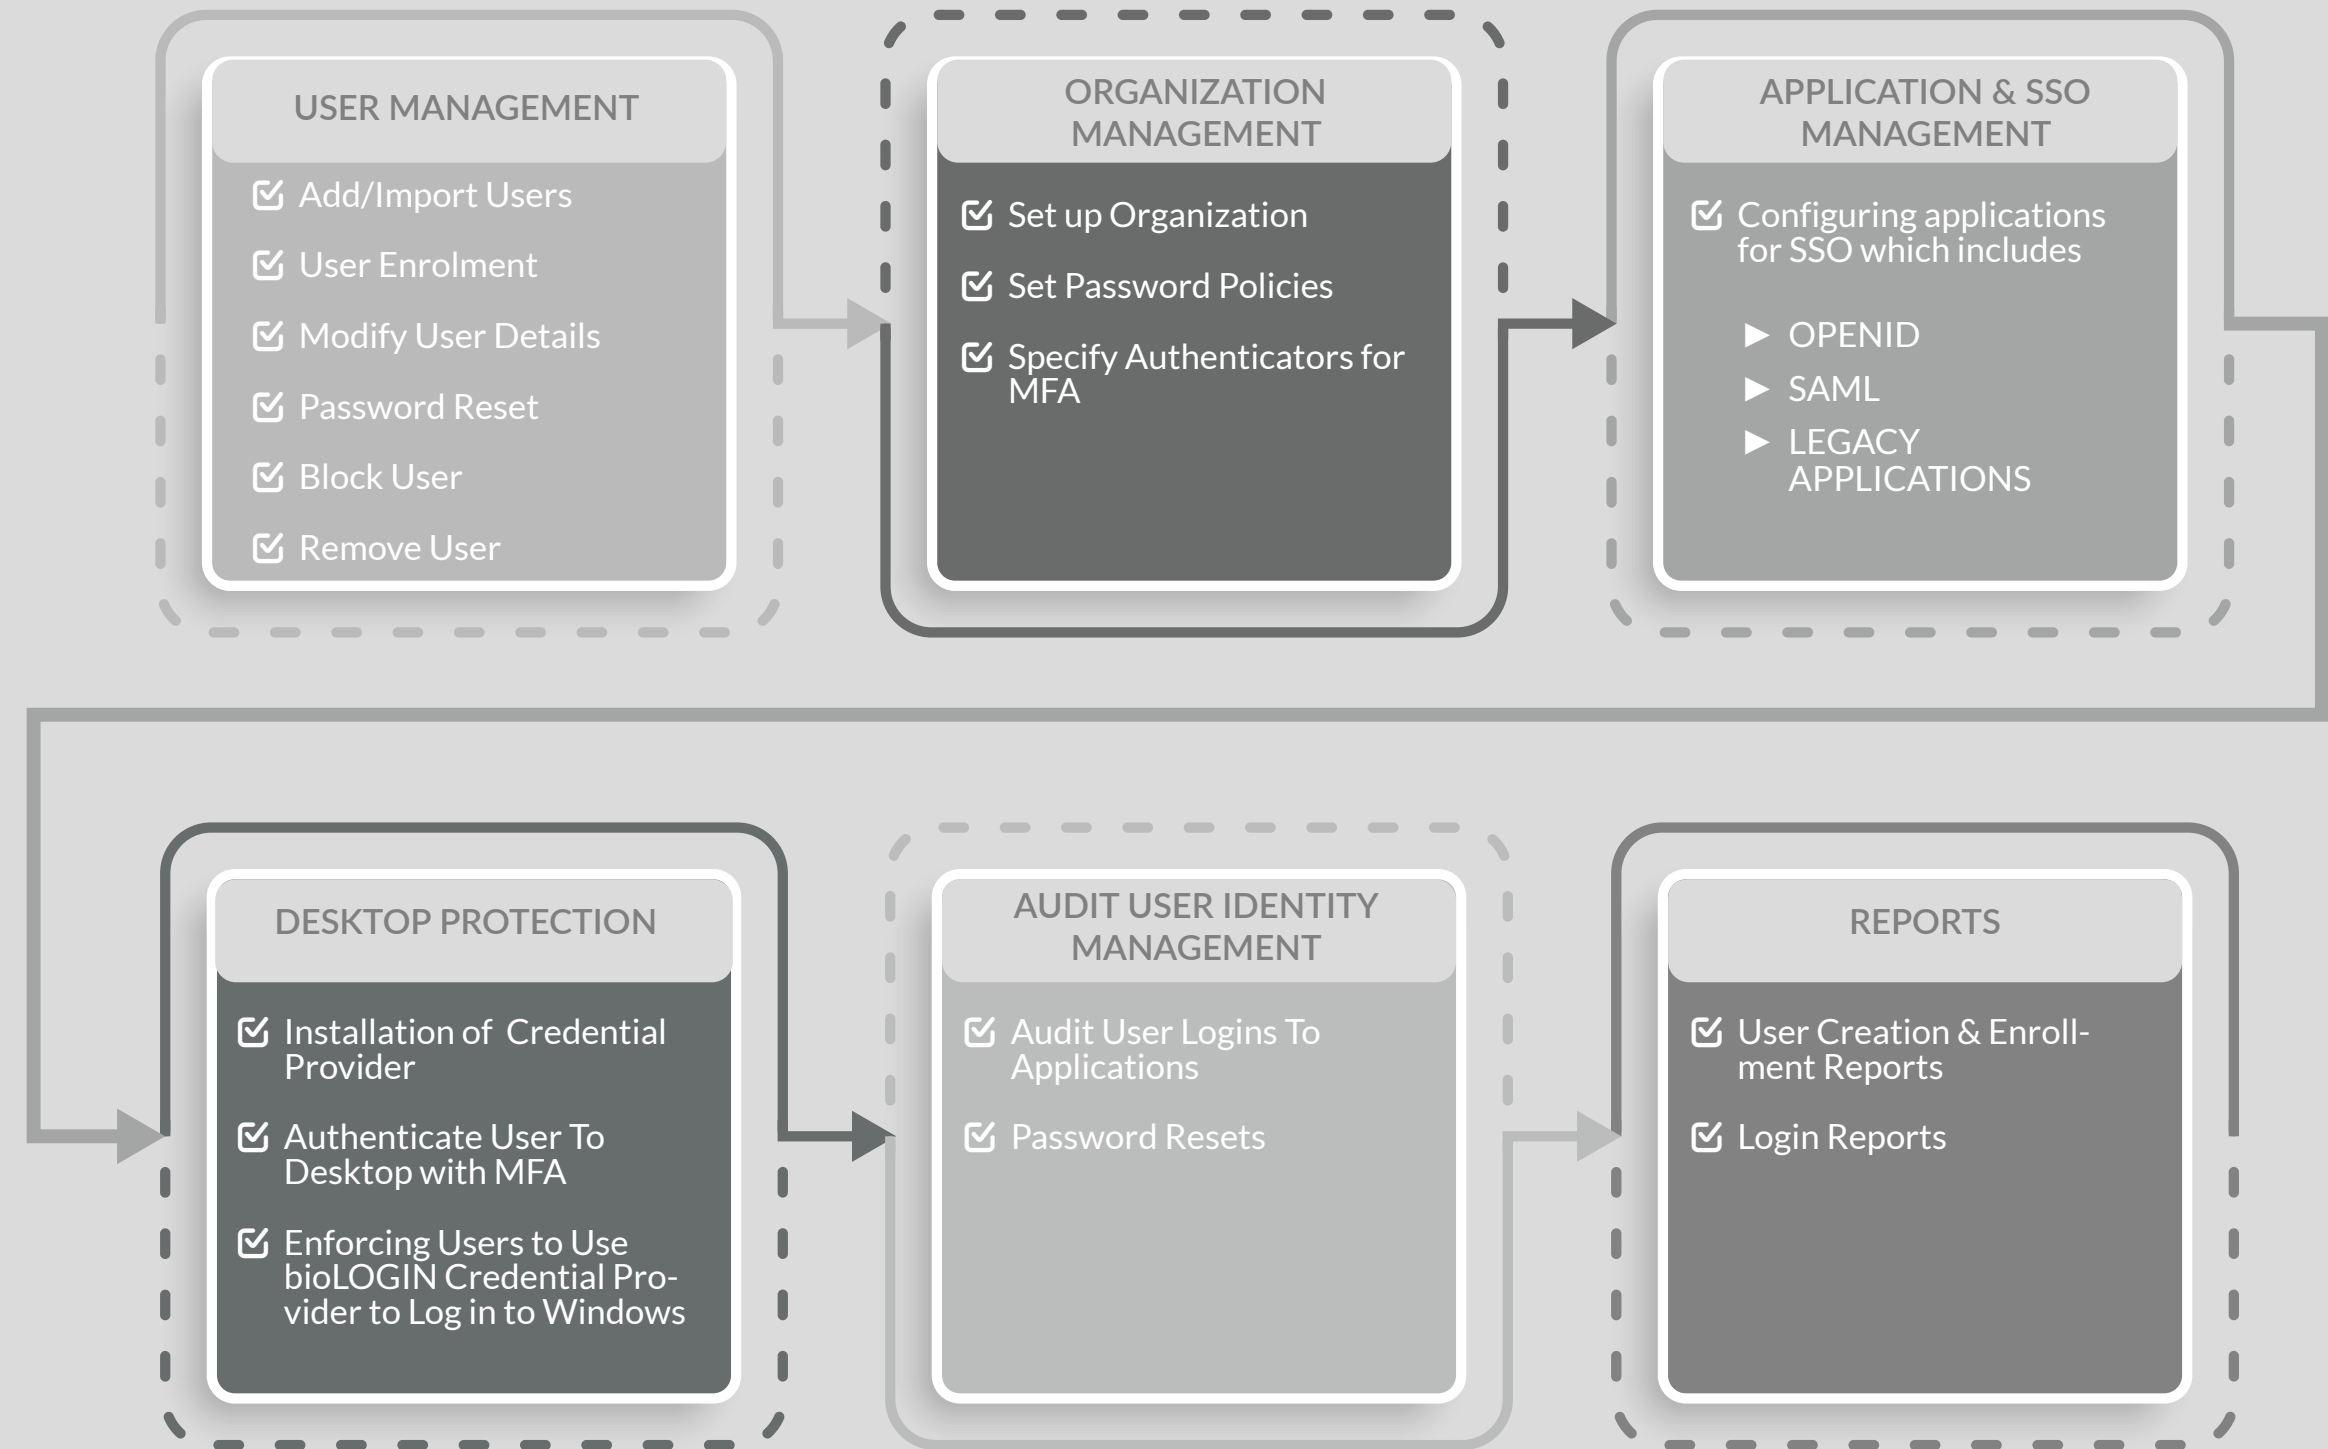 USER MANAGEMENT
Add/Import Users
User Enrolment
Modify User Details
Password Reset
Block User
Remove User
ORGANIZATION
MANAGEMENT
Set up Organization
Set Password Policies
Specify Authenticators for
MFA
APPLICATION & SSO
MANAGEMENT
Configuring applications
for SSO which includes
OPENID
SAML
LEGACY
APPLICATIONS
DESKTOP PROTECTION
Installation of Credential
Provider
Authenticate User To
Desktop with MFA
Enforcing Users to Use
bioLOGIN Credential Pro-
vider to Log in to Windows
AUDIT USER IDENTITY
MANAGEMENT
Audit User Logins To
Applications
Password Resets
REPORTS
User Creation & Enroll-
ment Reports
Login Reports